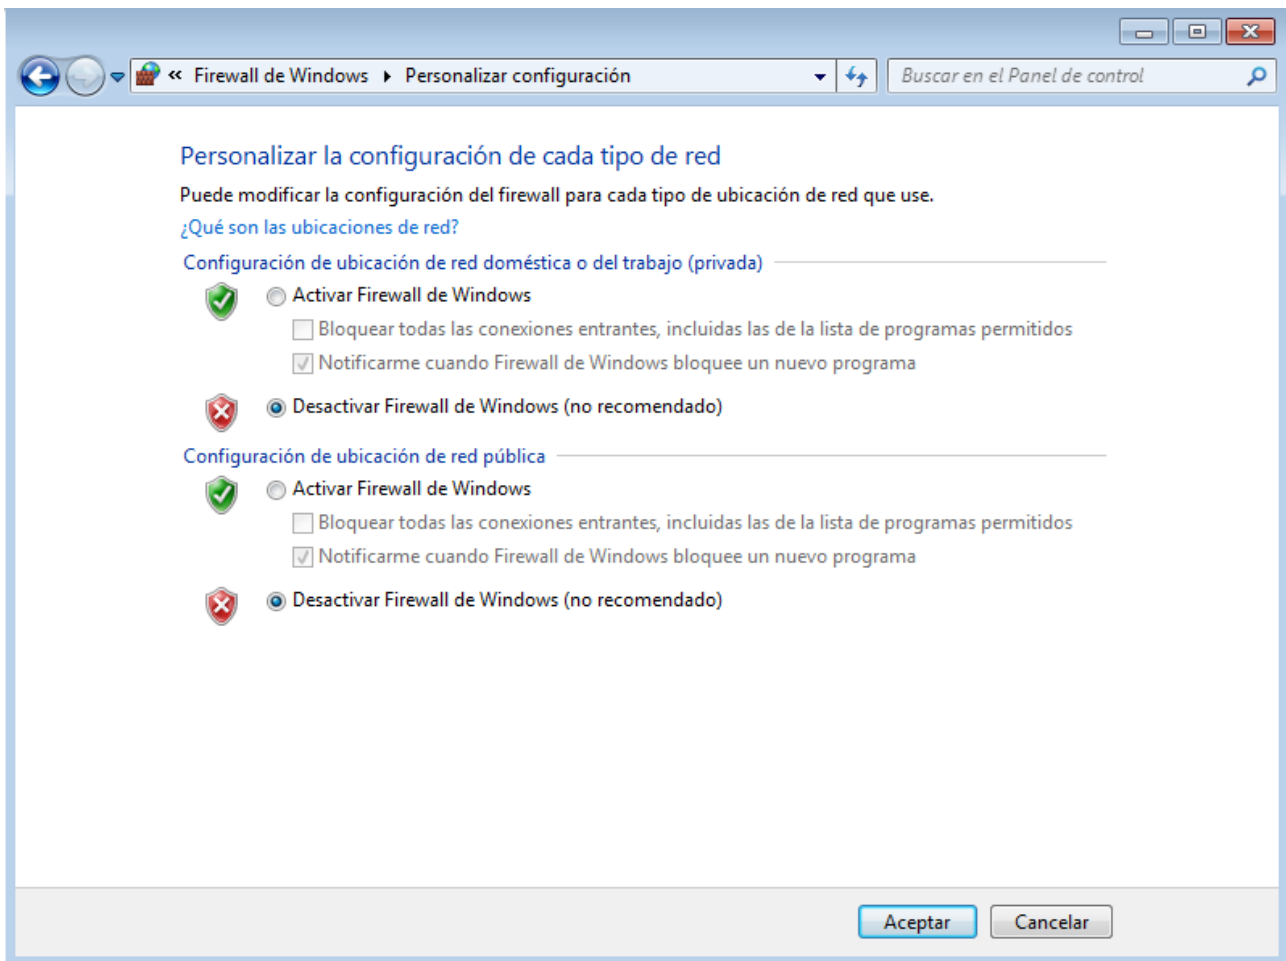 « Firewall de Windows ▸ Personalizar configuración
Buscar en el Panel de control
Personalizar la configuración de cada tipo de red
Puede modificar la configuración del firewall para cada tipo de ubicación de red que use.
¿Qué son las ubicaciones de red?
Configuración de ubicación de red doméstica o del trabajo (privada)
Activar Firewall de Windows
Bloquear todas las conexiones entrantes, incluidas las de la lista de programas permitidos
Notificarme cuando Firewall de Windows bloquee un nuevo programa
Desactivar Firewall de Windows (no recomendado)
Configuración de ubicación de red pública
Activar Firewall de Windows
Bloquear todas las conexiones entrantes, incluidas las de la lista de programas permitidos
Notificarme cuando Firewall de Windows bloquee un nuevo programa
Desactivar Firewall de Windows (no recomendado)
Aceptar
Cancelar